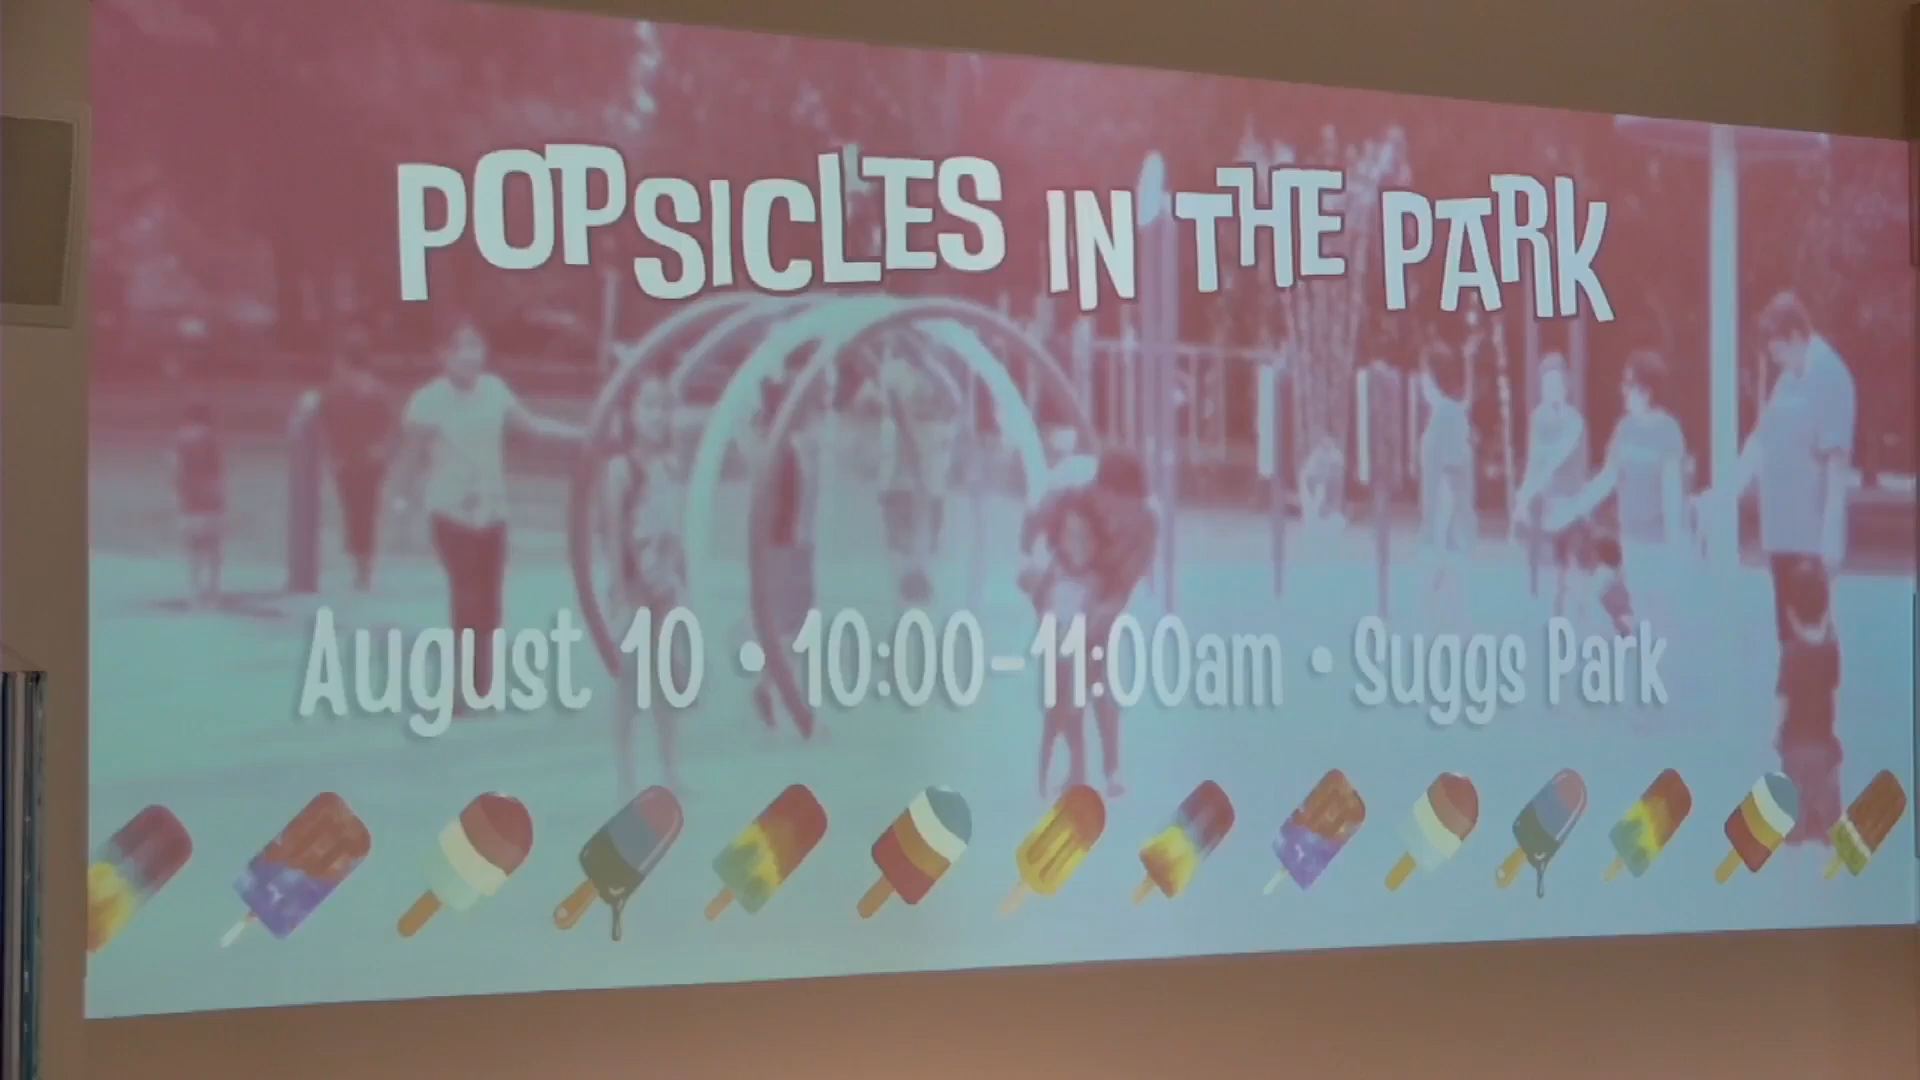 POPSICLES IN THE PARK
August 10 • 10:00-11:00am • Suggs Park